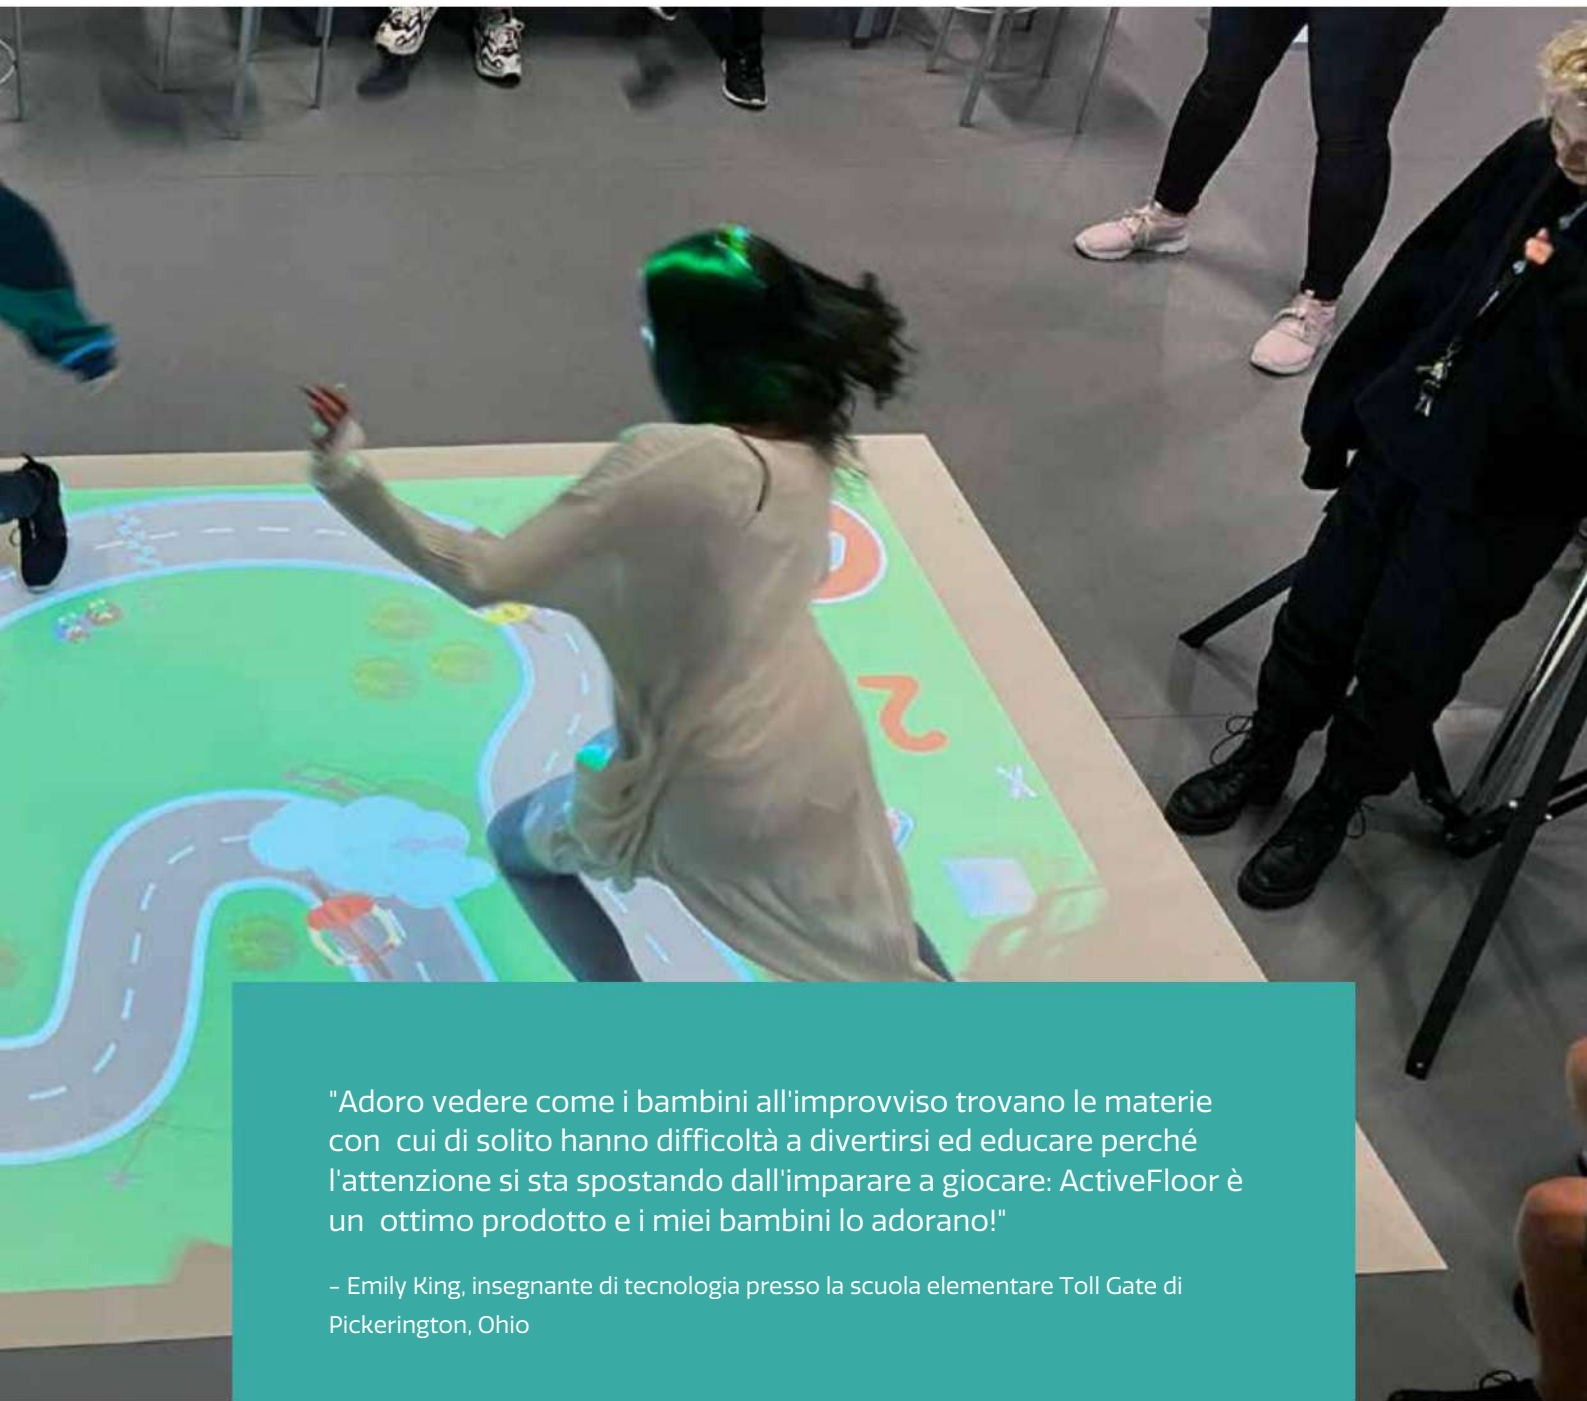 2
"Adoro vedere come i bambini all'improvviso trovano le materie
con  cui di solito hanno difficoltà a divertirsi ed educare perché
l'attenzione si sta spostando dall'imparare a giocare: ActiveFloor è
un  ottimo prodotto e i miei bambini lo adorano!"
– Emily King, insegnante di tecnologia presso la scuola elementare Toll Gate di
Pickerington, Ohio